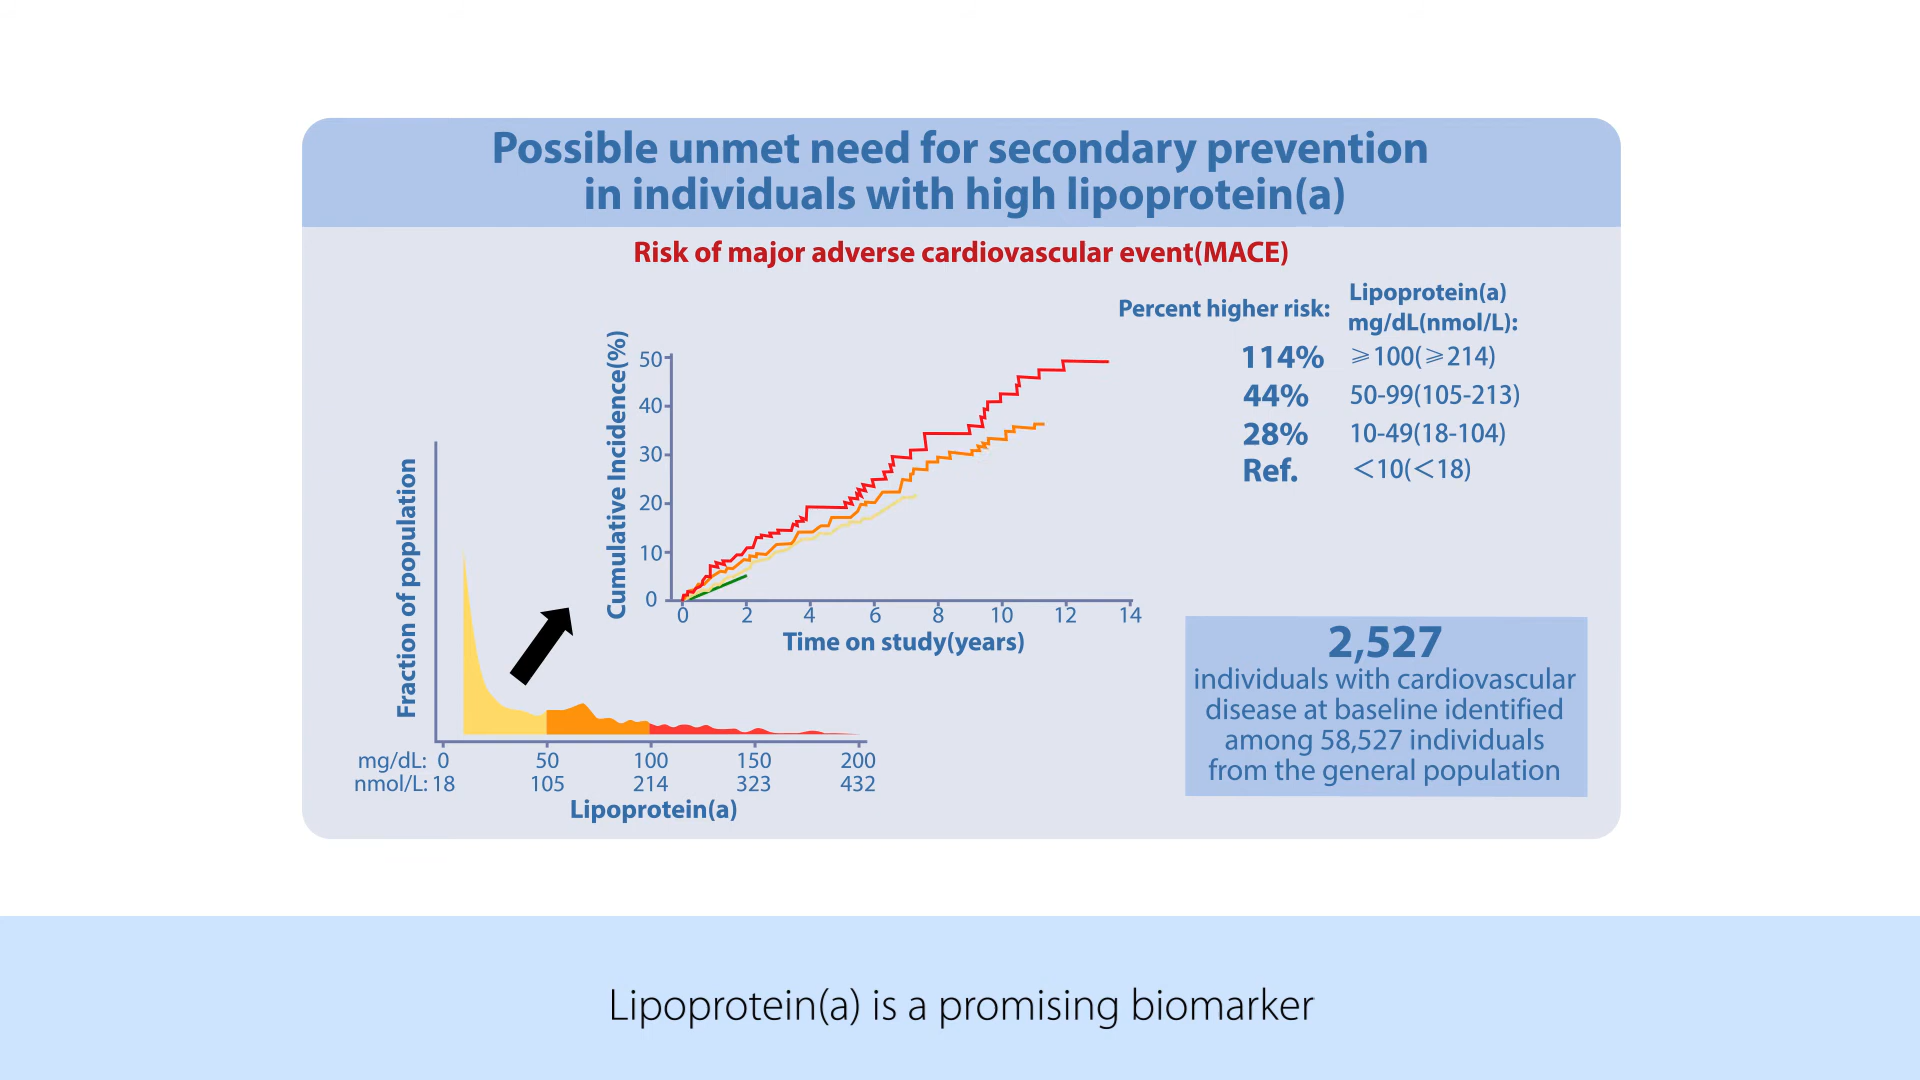 Possible unmet need for secondary prevention
in individuals with high lipoprotein(a)
Risk of major adverse cardiovascular event(MACE)
Percent higher risk:
Lipoprotein(a)
mg/dL(nmol/L):
114% ⩾100(⩾214)
44% 50-99(105-213)
28% 10-49(18-104)
Ref. <10(<18)
Cumulative Incidence(%)
50
40
30
20
10
0
0 2 4 6 8 10 12 14
Time on study(years)
Fraction of population
mg/dL: 0 50 100 150 200
nmol/L: 18 105 214 323 432
Lipoprotein(a)
2,527
individuals with cardiovascular
disease at baseline identified
among 58,527 individuals
from the general population
Lipoprotein(a) is a promising biomarker